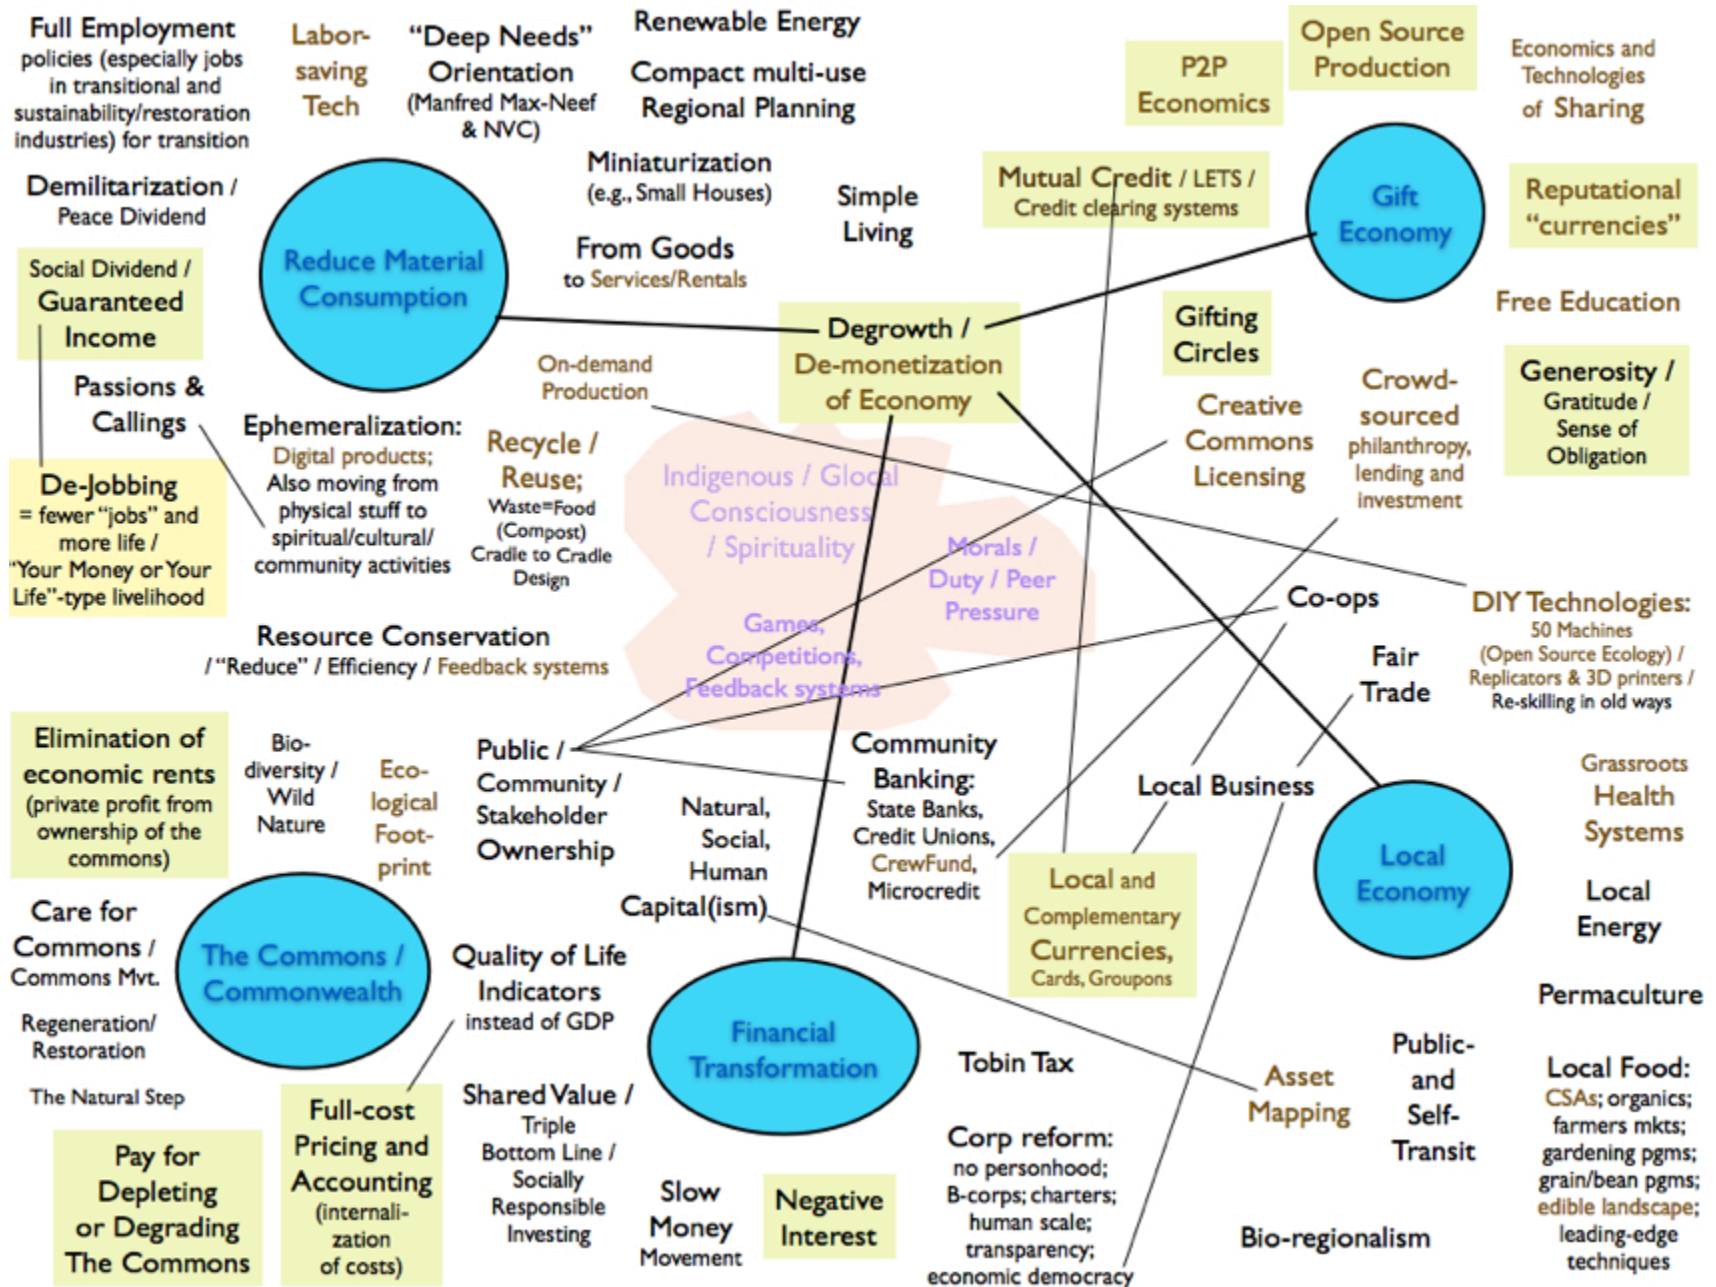 Full Employment
policies (especially jobs
in transitional and
sustainability/restoration
industries) for transition
Labor-
saving
Tech
“Deep Needs”
Orientation
(Manfred Max-Neef
& NVC)
Renewable Energy
Compact multi-use
Regional Planning
P2P
Economics
Open Source
Production
Economics and
Technologies
of Sharing
Demilitarization /
Peace Dividend
Miniaturization
(e.g., Small Houses)
Simple
Living
Mutual Credit / LETS /
Credit clearing systems
Gift
Economy
Reputational
“currencies”
Reduce Material
Consumption
From Goods
to Services/Rentals
Social Dividend /
Guaranteed
Income
Degrowth /
De-monetization
of Economy
Gifting
Circles
Free Education
Passions &
Callings
On-demand
Production
Creative
Commons
Licensing
Crowd-
sourced
philanthropy,
lending and
investment
Generosity /
Gratitude /
Sense of
Obligation
De-Jobbing
= fewer “jobs” and
more life /
“Your Money or Your
Life”-type livelihood
Ephemeralization:
Digital products;
Also moving from
physical stuff to
spiritual/cultural/
community activities
Recycle /
Reuse;
Waste=Food
(Compost)
Cradle to Cradle
Design
Indigenous / Glocal
Consciousness
/ Spirituality
Morals /
Duty / Peer
Pressure
Games,
Competitions,
Feedback systems
Co-ops
Fair
Trade
DIY Technologies:
50 Machines
(Open Source Ecology) /
Replicators & 3D printers /
Re-skilling in old ways
Resource Conservation
/ “Reduce” / Efficiency / Feedback systems
Elimination of
economic rents
(private profit from
ownership of the
commons)
Bio-
diversity /
Wild
Nature
Eco-
logical
Foot-
print
Public /
Community /
Stakeholder
Ownership
Natural,
Social,
Human
Capital(ism)
Community
Banking:
State Banks,
Credit Unions,
CrewFund,
Microcredit
Local Business
Local and
Complementary
Currencies,
Cards, Groupons
Local
Economy
Grassroots
Health
Systems
Local
Energy
Care for
Commons /
Commons Mvt.
The Commons /
Commonwealth
Quality of Life
Indicators
instead of GDP
Financial
Transformation
Permaculture
Regeneration/
Restoration
The Natural Step
Full-cost
Pricing and
Accounting
(internali-
zation
of costs)
Shared Value /
Triple
Bottom Line /
Socially
Responsible
Investing
Tobin Tax
Asset
Mapping
Public-
and
Self-
Transit
Local Food:
CSAs; organics;
farmers mkts;
gardening pgms;
grain/bean pgms;
edible landscape;
leading-edge
techniques
Pay for
Depleting
or Degrading
The Commons
Slow
Money
Movement
Negative
Interest
Corp reform:
no personhood;
B-corps; charters;
human scale;
transparency;
economic democracy
Bio-regionalism